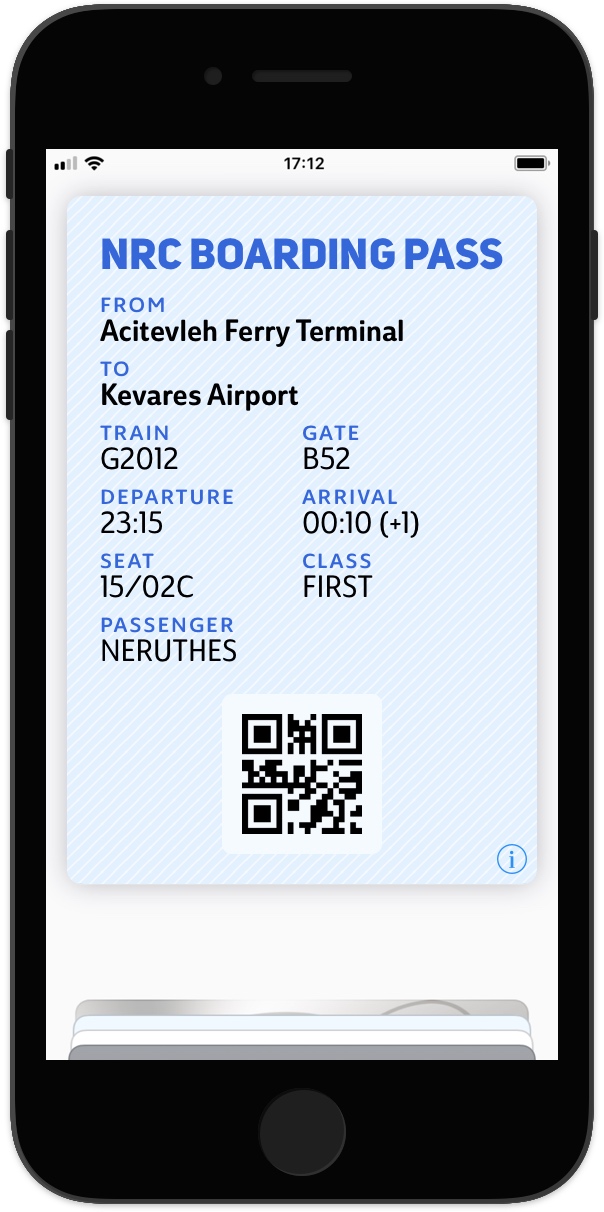 17:12
NRC BOARDING PASS
FROM
Acitevleh Ferry Terminal
TO
Kevares Airport
TRAIN GATE
G2012 B52
DEPARTURE ARRIVAL
23:15 00:10 (+1)
SEAT CLASS
15/02C FIRST
PASSENGER
NERUTHES
i